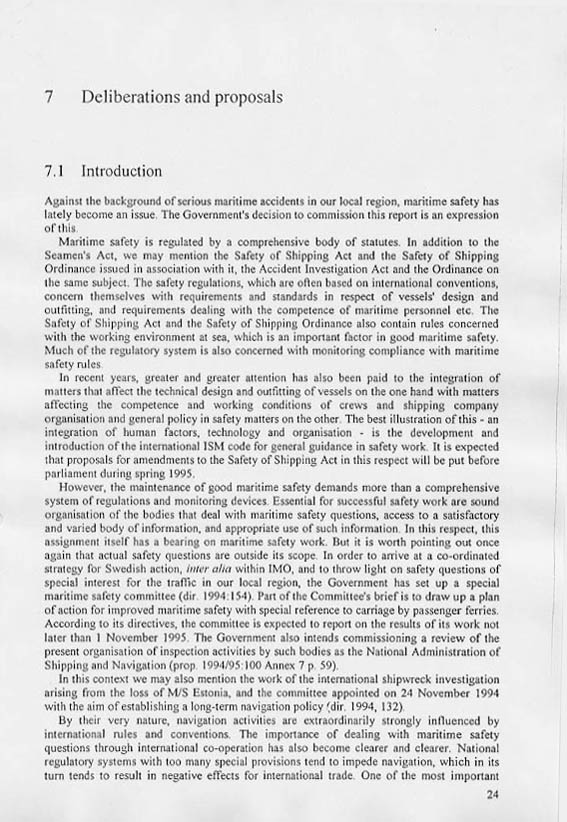 7 Deliberations and proposals
7.1 Introduction
Against the background of serious maritime accidents in our local region, maritime safety has
lately become an issue. The Government's decision to commission this report is an expression
of this.
Maritime safety is regulated by a comprehensive body of statutes. In addition to the
Seamen's Act, we may mention the Safety of Shipping Act and the Safety of Shipping
Ordinance issued in association with it, the Accident Investigation Act and the Ordinance on
the same subject. The safety regulations, which are often based on international conventions,
concern themselves with requirements and standards in respect of vessels' design and
outfitting, and requirements dealing with the competence of maritime personnel etc. The
Safety of Shipping Act and the Safety of Shipping Ordinance also contain rules concerned
with the working environment at sea, which is an important factor in good maritime safety.
Much of the regulatory system is also concerned with monitoring compliance with maritime
safety rules.
In recent years, greater and greater attention has also been paid to the integration of
matters that affect the technical design and outfitting of vessels on the one hand with matters
affecting the competence and working conditions of crews and shipping company
organisation and general policy in safety matters on the other. The best illustration of this - an
integration of human factors, technology and organisation - is the development and
introduction of the international ISM code for general guidance in safety work. It is expected
that proposals for amendments to the Safety of Shipping Act in this respect will be put before
parliament during spring 1995.
However, the maintenance of good maritime safety demands more than a comprehensive
system of regulations and monitoring devices. Essential for successful safety work are sound
organisation of the bodies that deal with maritime safety questions, access to a satisfactory
and varied body of information, and appropriate use of such information. In this respect, this
assignment itself has a bearing on maritime safety work. But it is worth pointing out once
again that actual safety questions are outside its scope. In order to arrive at a co-ordinated
strategy for Swedish action, inter alia within IMO, and to throw light on safety questions of
special interest for the traffic in our local region, the Government has set up a special
maritime safety committee (dir. 1994:154). Part of the Committee's brief is to draw up a plan
of action for improved maritime safety with special reference to carriage by passenger ferries.
According to its directives, the committee is expected to report on the results of its work not
later than 1 November 1995. The Government also intends commissioning a review of the
present organisation of inspection activities by such bodies as the National Administration of
Shipping and Navigation (prop. 1994/95:100 Annex 7 p. 59).
In this context we may also mention the work of the international shipwreck investigation
arising from the loss of M/S Estonia, and the committee appointed on 24 November 1994
with the aim of establishing a long-term navigation policy (dir. 1994, 132).
By their very nature, navigation activities are extraordinarily strongly influenced by
international rules and conventions. The importance of dealing with maritime safety
questions through international co-operation has also become clearer and clearer. National
regulatory systems with too many special provisions tend to impede navigation, which in its
turn tends to result in negative effects for international trade. One of the most important
24